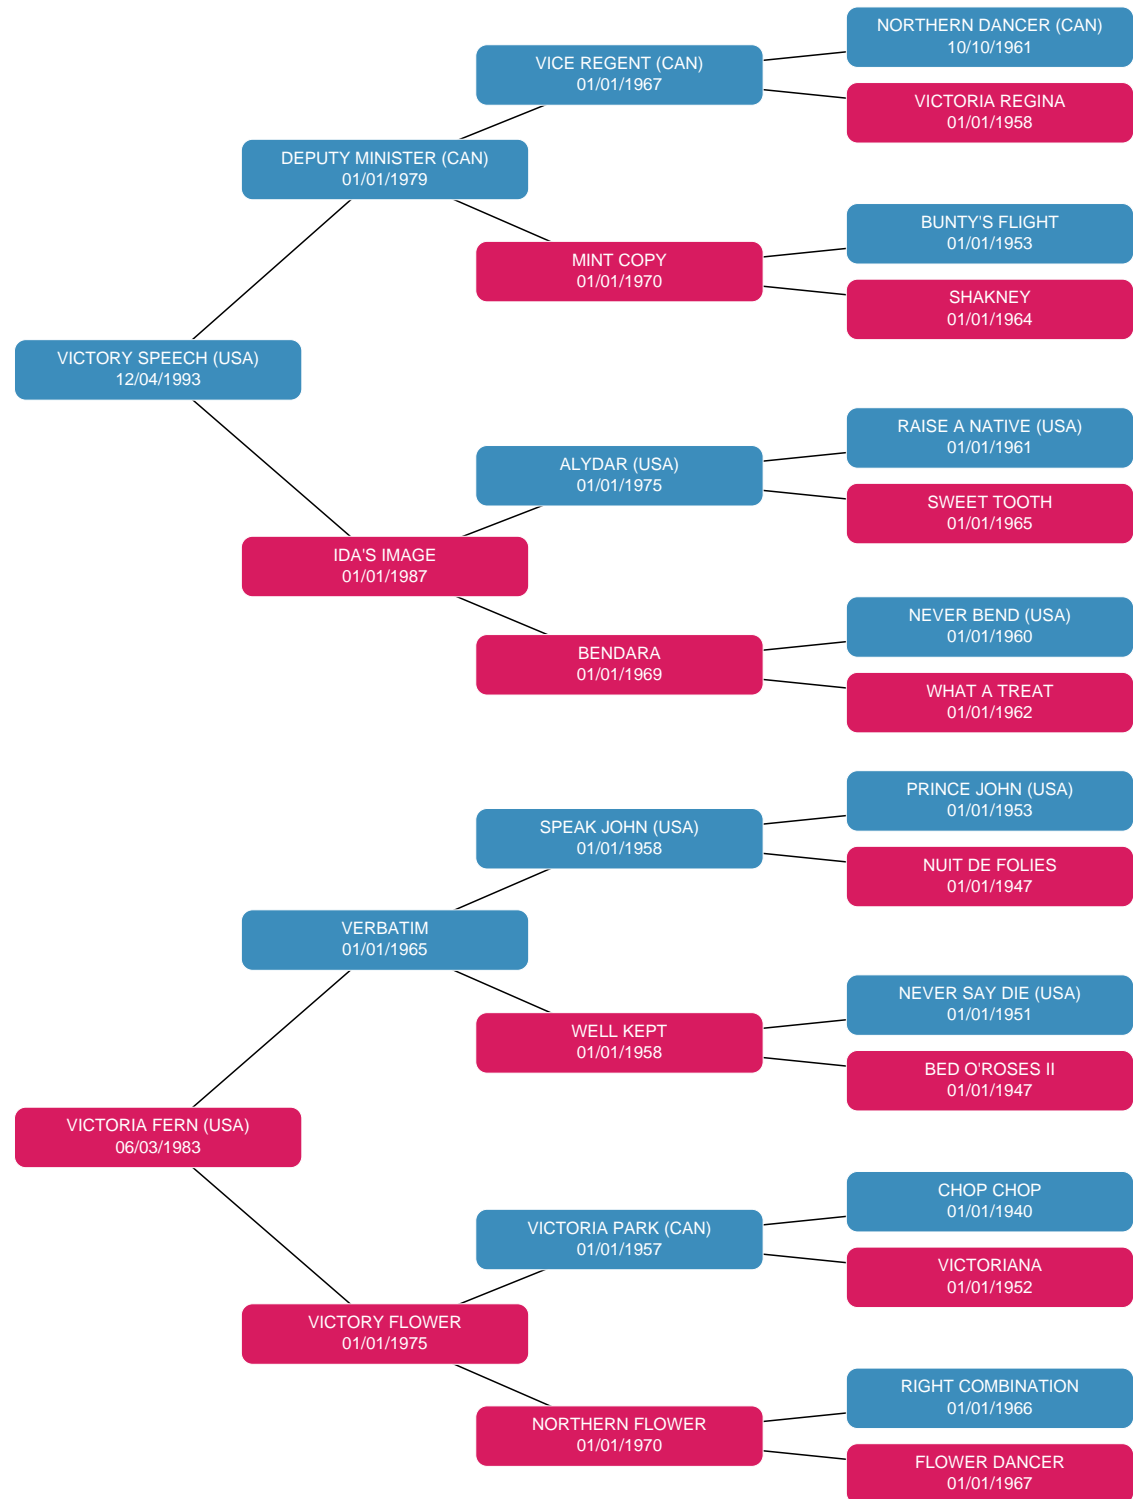 NORTHERN DANCER (CAN)
10/10/1961
VICE REGENT (CAN)
01/01/1967
VICTORIA REGINA
01/01/1958
DEPUTY MINISTER (CAN)
01/01/1979
BUNTY'S FLIGHT
01/01/1953
MINT COPY
01/01/1970
SHAKNEY
01/01/1964
VICTORY SPEECH (USA)
12/04/1993
RAISE A NATIVE (USA)
01/01/1961
ALYDAR (USA)
01/01/1975
SWEET TOOTH
01/01/1965
IDA'S IMAGE
01/01/1987
NEVER BEND (USA)
01/01/1960
BENDARA
01/01/1969
WHAT A TREAT
01/01/1962
PRINCE JOHN (USA)
01/01/1953
SPEAK JOHN (USA)
01/01/1958
NUIT DE FOLIES
01/01/1947
VERBATIM
01/01/1965
NEVER SAY DIE (USA)
01/01/1951
WELL KEPT
01/01/1958
BED O'ROSES II
01/01/1947
VICTORIA FERN (USA)
06/03/1983
CHOP CHOP
01/01/1940
VICTORIA PARK (CAN)
01/01/1957
VICTORIANA
01/01/1952
VICTORY FLOWER
01/01/1975
RIGHT COMBINATION
01/01/1966
NORTHERN FLOWER
01/01/1970
FLOWER DANCER
01/01/1967